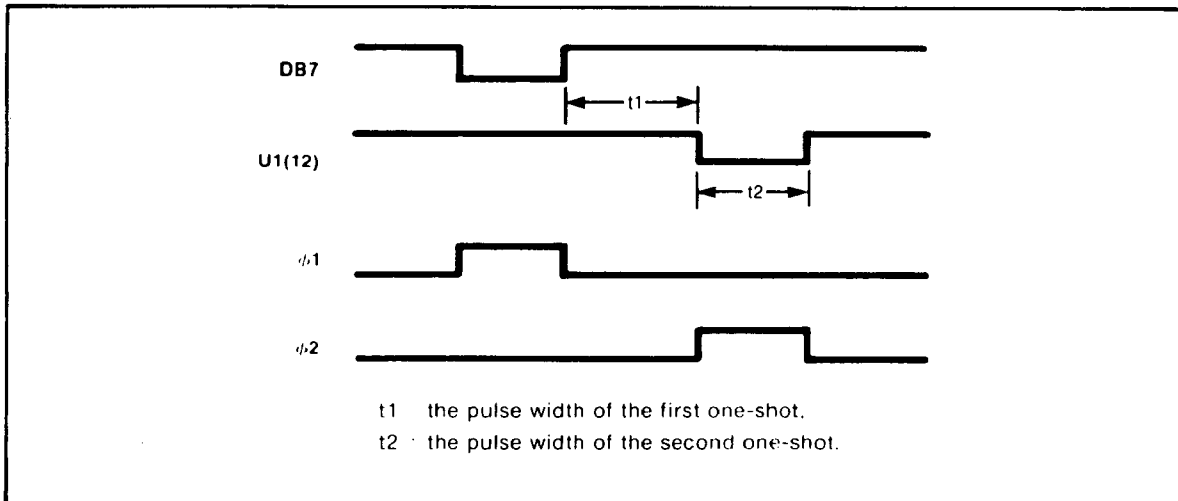 DB7
t1
U1(12)
t2
φ1
φ2
t1 the pulse width of the first one-shot.
t2 the pulse width of the second one-shot.